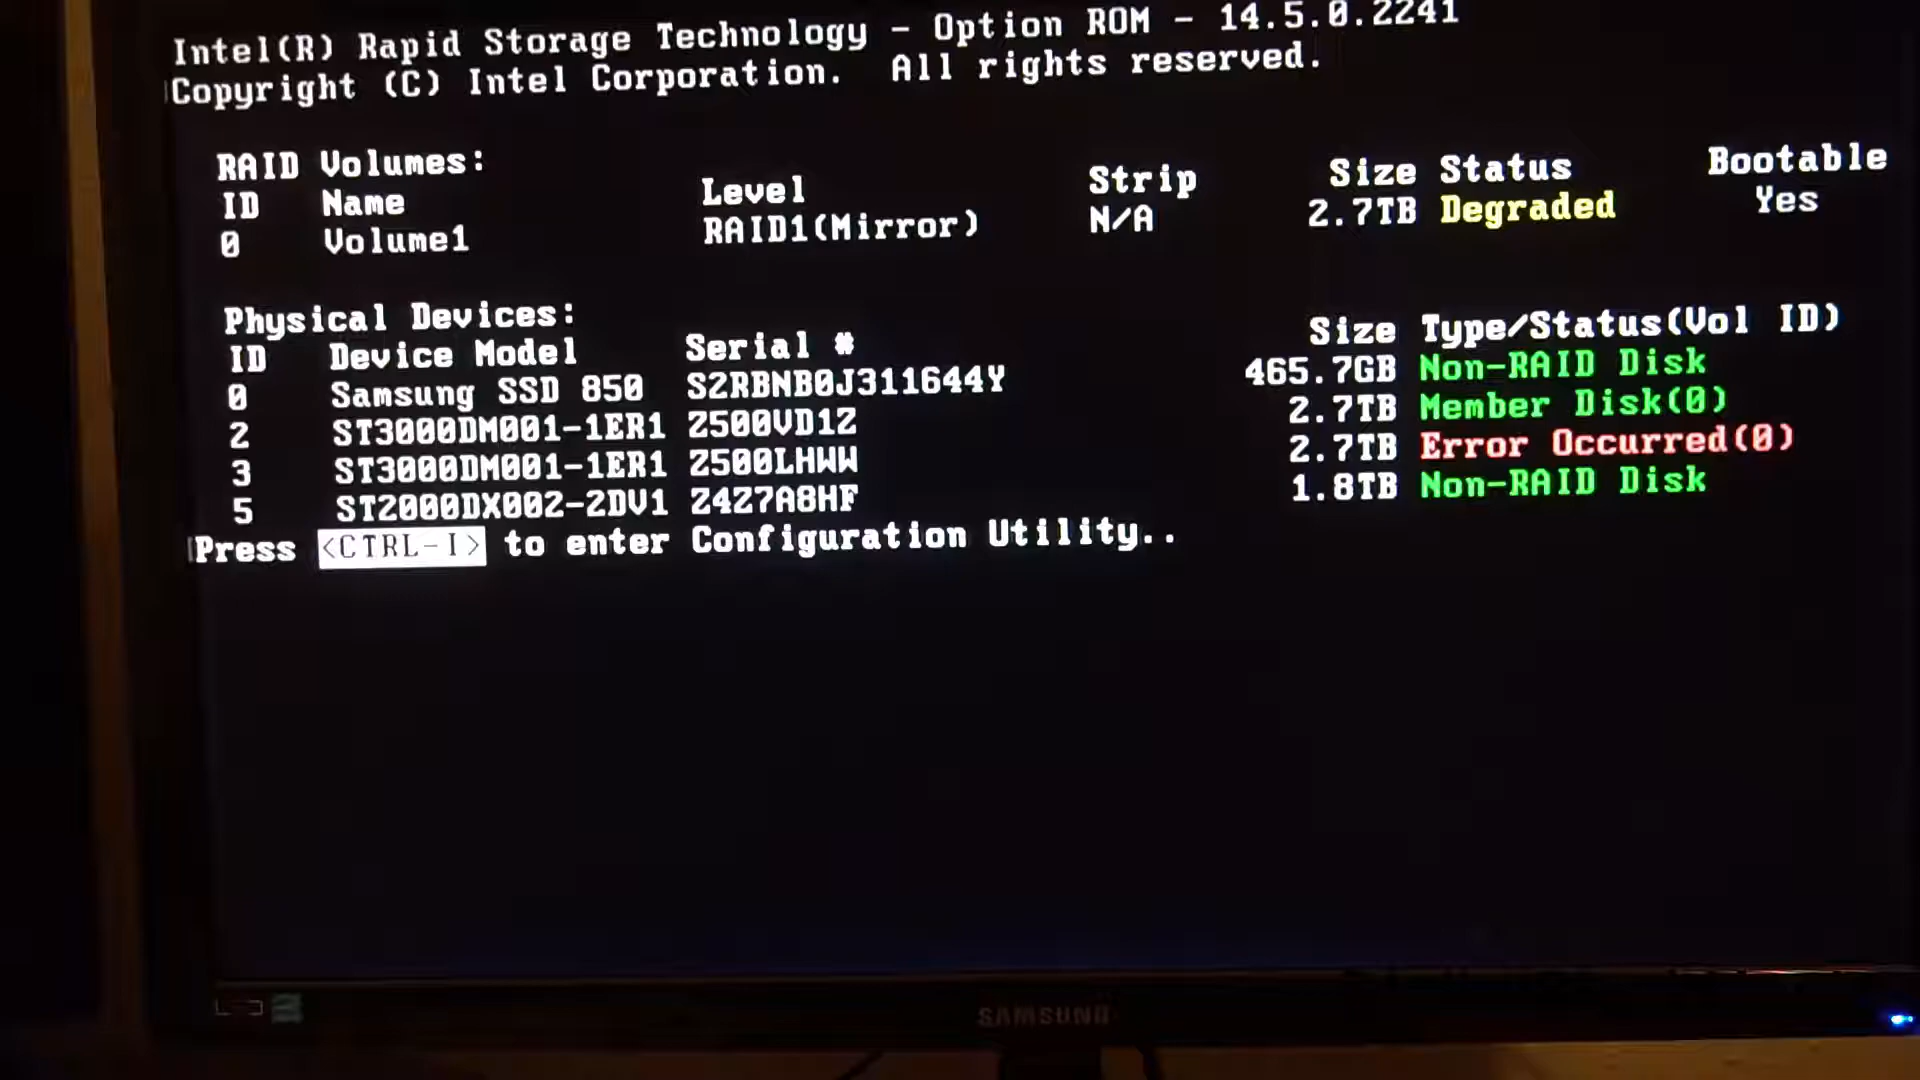 Intel(R) Rapid Storage Technology - Option ROM - 14.5.0.2241
Copyright (C) Intel Corporation. All rights reserved.
RAID Volumes:
ID Name Level Strip Size Status Bootable
0 Volume1 RAID1(Mirror) N/A 2.7TB Degraded Yes
Physical Devices:
ID Device Model Serial # Size Type/Status(Vol ID)
0 Samsung SSD 850 S2RBNB0J311644Y 465.7GB Non-RAID Disk
2 ST3000DM001-1ER1 Z500VD1Z 2.7TB Member Disk(0)
3 ST3000DM001-1ER1 Z500LHWW 2.7TB Error Occurred(0)
5 ST2000DX002-2DV1 Z4Z7A8HF 1.8TB Non-RAID Disk
Press <CTRL-I> to enter Configuration Utility..
SAMSUNG